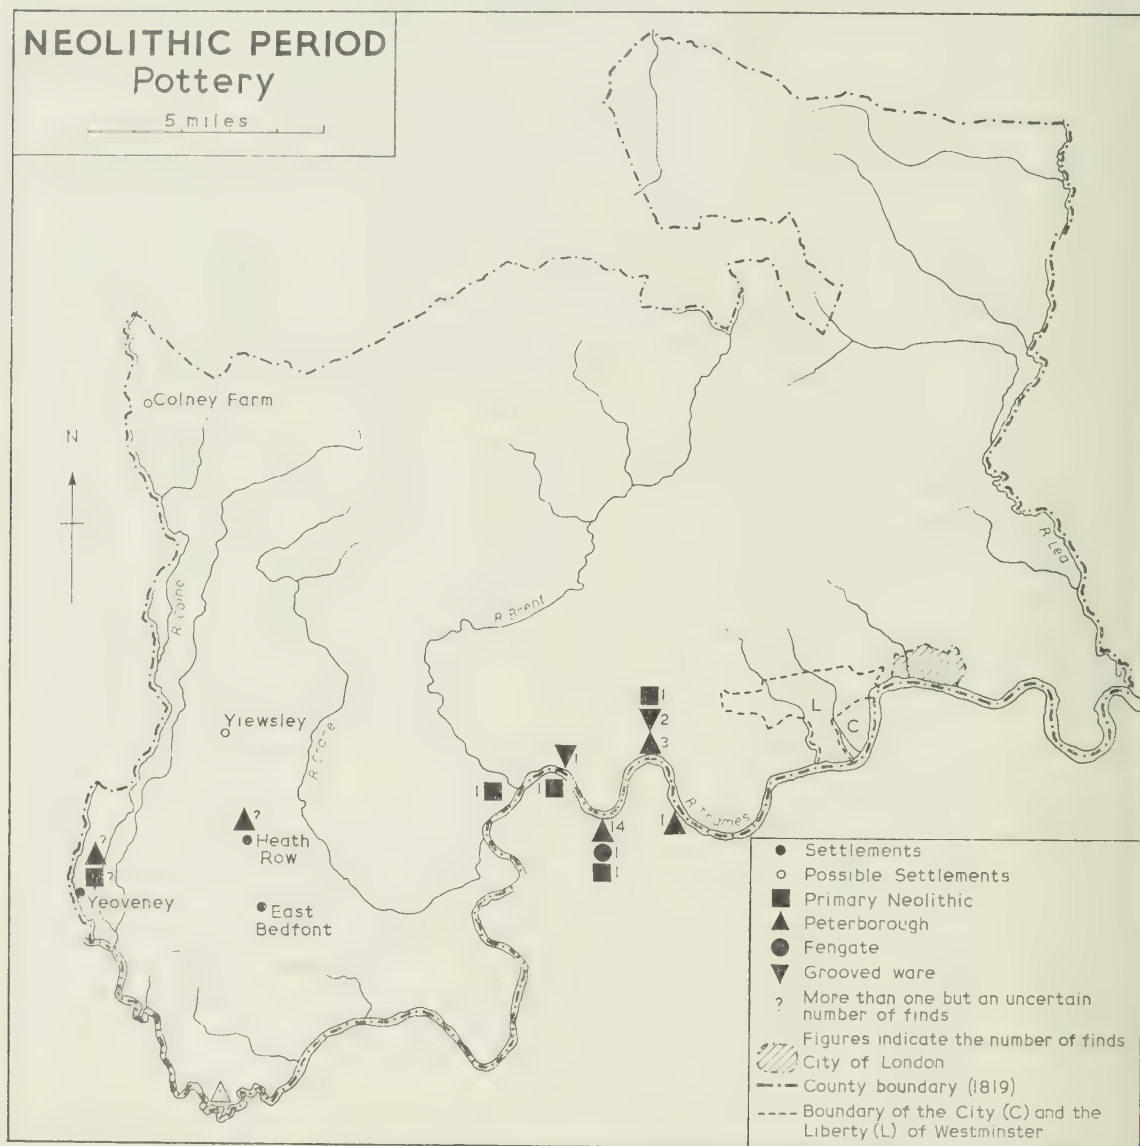 NEOLITHIC PERIOD
Pottery
5 miles
N
Colney Farm
R Colne
R Brent
R Lea
R Crane
Yiewsley
L
C
1
2
3
1
1
1
R Thames
14
1
1
1
?
Heath
Row
?
?
Yeoveney
East
Bedfont
Settlements
Possible Settlements
Primary Neolithic
Peterborough
Fengate
Grooved ware
? More than one but an uncertain
number of finds
Figures indicate the number of finds
City of London
County boundary (1819)
Boundary of the City (C) and the
Liberty (L) of Westminster